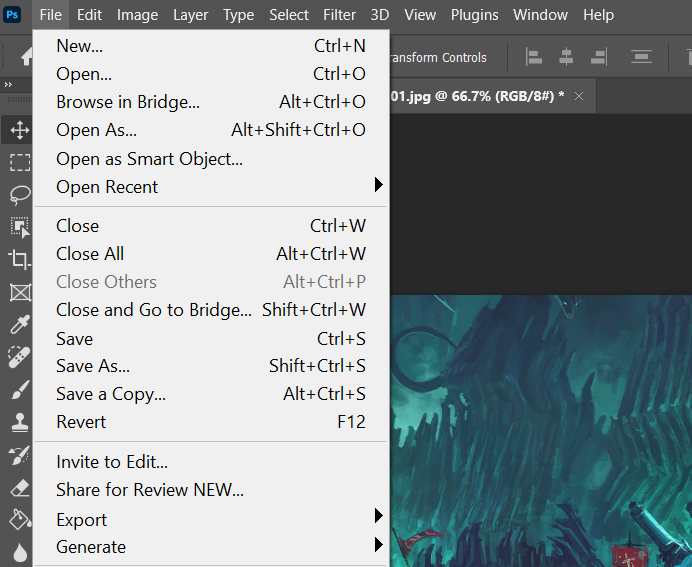 Ps File Edit Image Layer Type Select Filter 3D View Plugins Window Help
ransform Controls
01.jpg @ 66.7% (RGB/8#) * ×
New... Ctrl+N
Open... Ctrl+O
Browse in Bridge... Alt+Ctrl+O
Open As... Alt+Shift+Ctrl+O
Open as Smart Object...
Open Recent
Close Ctrl+W
Close All Alt+Ctrl+W
Close Others Alt+Ctrl+P
Close and Go to Bridge... Shift+Ctrl+W
Save Ctrl+S
Save As... Shift+Ctrl+S
Save a Copy... Alt+Ctrl+S
Revert F12
Invite to Edit...
Share for Review NEW...
Export
Generate